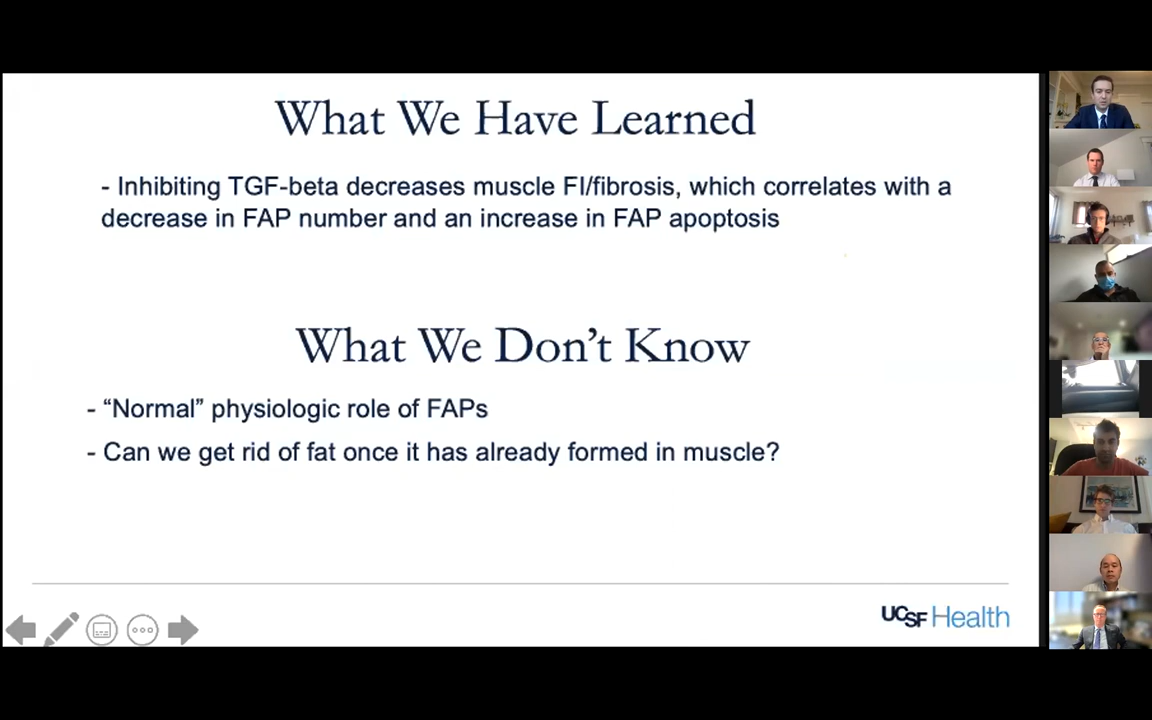 What We Have Learned
- Inhibiting TGF-beta decreases muscle FI/fibrosis, which correlates with a
decrease in FAP number and an increase in FAP apoptosis
What We Don’t Know
- “Normal” physiologic role of FAPs
- Can we get rid of fat once it has already formed in muscle?
UCSF Health